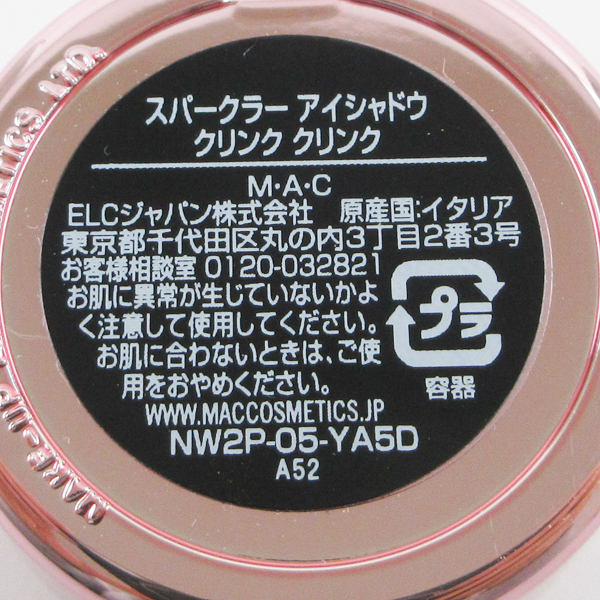 スパークラー アイシャドウ
クリンク クリンク
M・A・C
ELCジャパン株式会社 原産国:イタリア
東京都千代田区丸の内3丁目2番3号
お客様相談室 0120-032821
お肌に異常が生じていないかよ
く注意して使用してください。
お肌に合わないときは、ご使
用をおやめください。
プラ
容器
WWW.MACCOSMETICS.JP
NW2P-05-YA5D
A52
MAKE-UP
ETICS LTD.